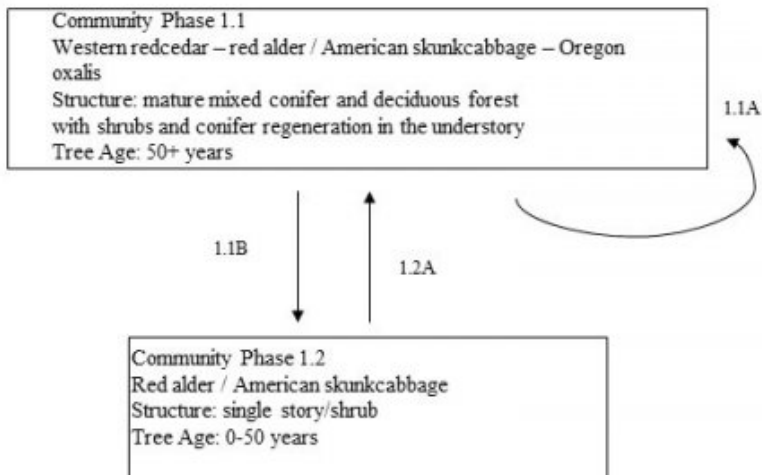 Community Phase 1.1
Western redcedar – red alder / American skunkcabbage – Oregon
oxalis
Structure: mature mixed conifer and deciduous forest
with shrubs and conifer regeneration in the understory
Tree Age: 50+ years
1.1A
1.1B
1.2A
Community Phase 1.2
Red alder / American skunkcabbage
Structure: single story/shrub
Tree Age: 0-50 years